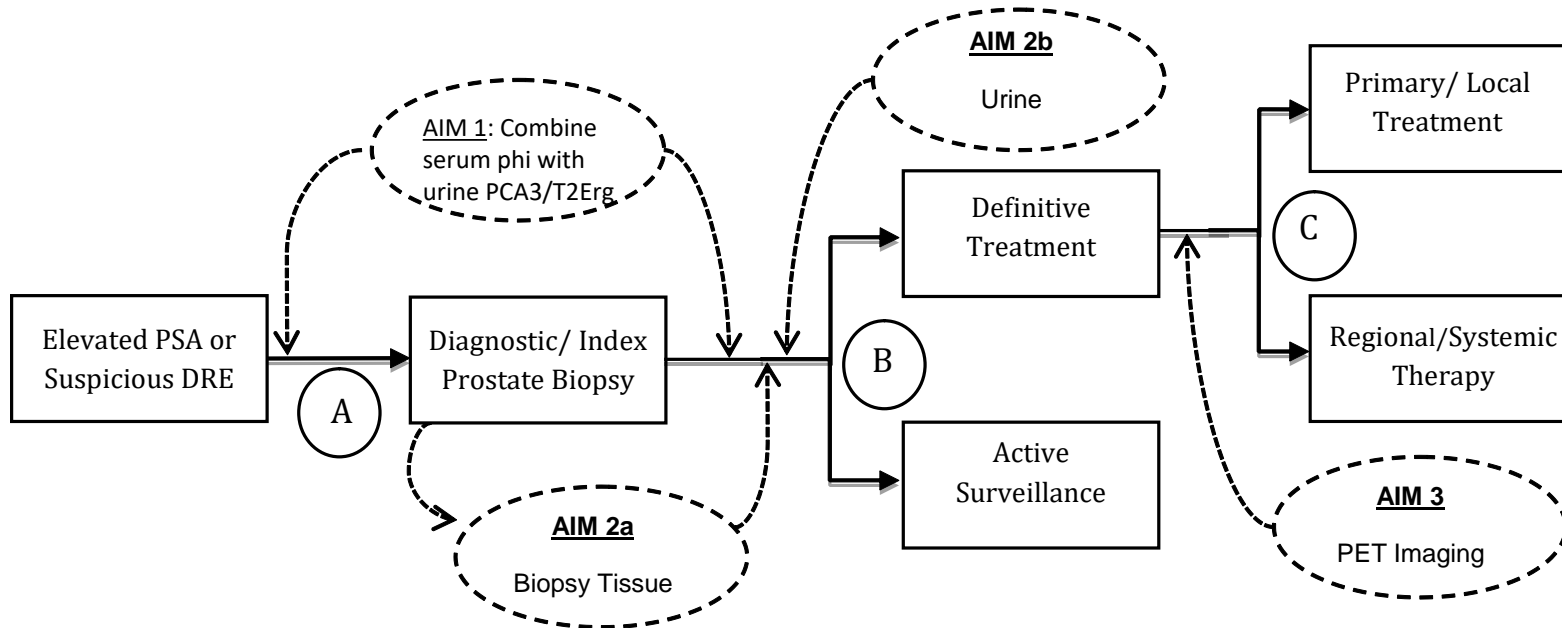 AIM 1: Combine
serum phi with
urine PCA3/T2Erg
AIM 2b
Urine
Primary/ Local
Treatment
Definitive
Treatment
C
Elevated PSA or
Suspicious DRE
A
Diagnostic/ Index
Prostate Biopsy
B
Regional/Systemic
Therapy
Active
Surveillance
AIM 2a
Biopsy Tissue
AIM 3
PET Imaging